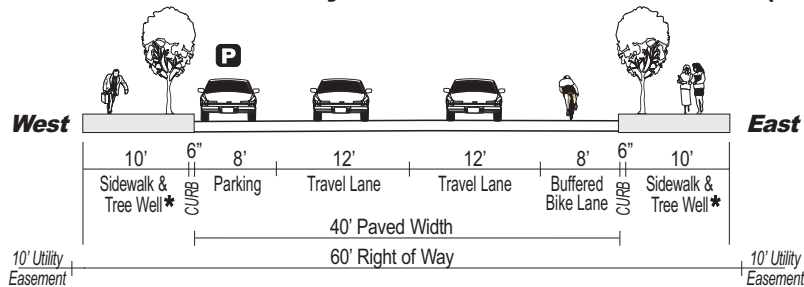 P
West
East
10' 6" 8' 12' 12' 8' 6" 10'
Sidewalk & Tree Well*
CURB
Parking
Travel Lane
Travel Lane
Buffered Bike Lane
CURB
Sidewalk & Tree Well*
40' Paved Width
60' Right of Way
10' Utility Easement
10' Utility Easement